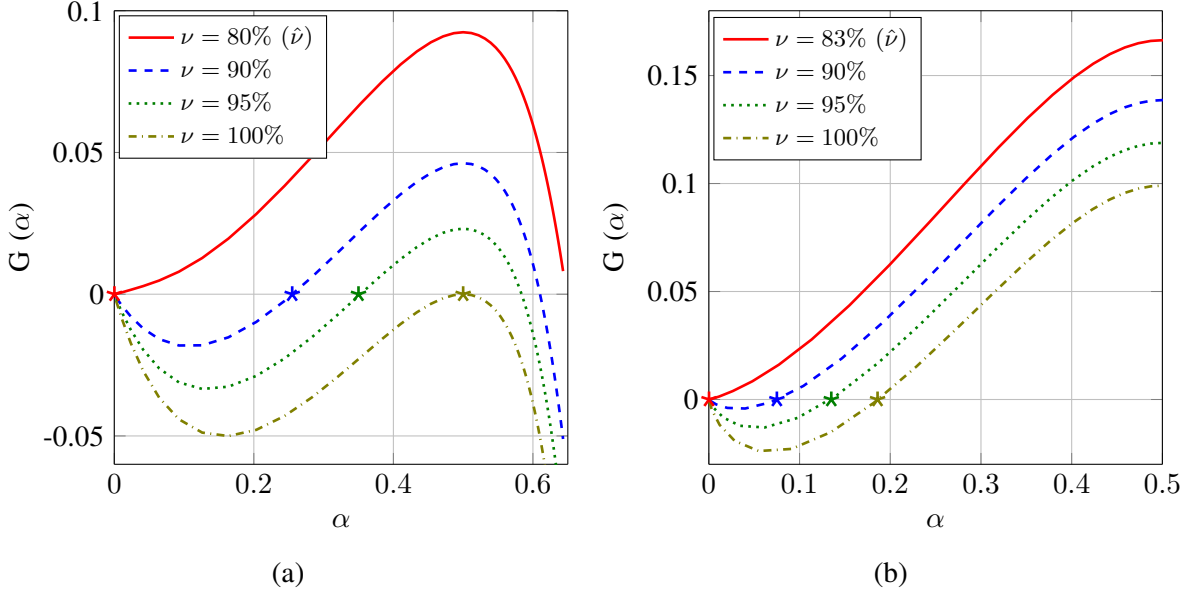 0.1
0.05
0
-0.05
G (α)
ν = 80% (ν̂)
ν = 90%
ν = 95%
ν = 100%
0 0.2 0.4 0.6
α
(a)
0.15
0.1
0.05
0
G (α)
ν = 83% (ν̂)
ν = 90%
ν = 95%
ν = 100%
0 0.1 0.2 0.3 0.4 0.5
α
(b)